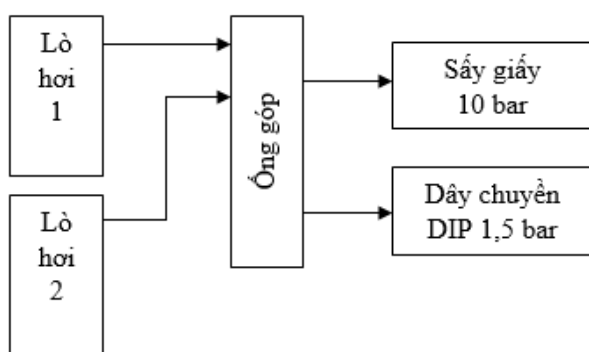 Lò
hơi
1
Lò
hơi
2
Ống góp
Sấy giấy
10 bar
Dây chuyền
DIP 1,5 bar